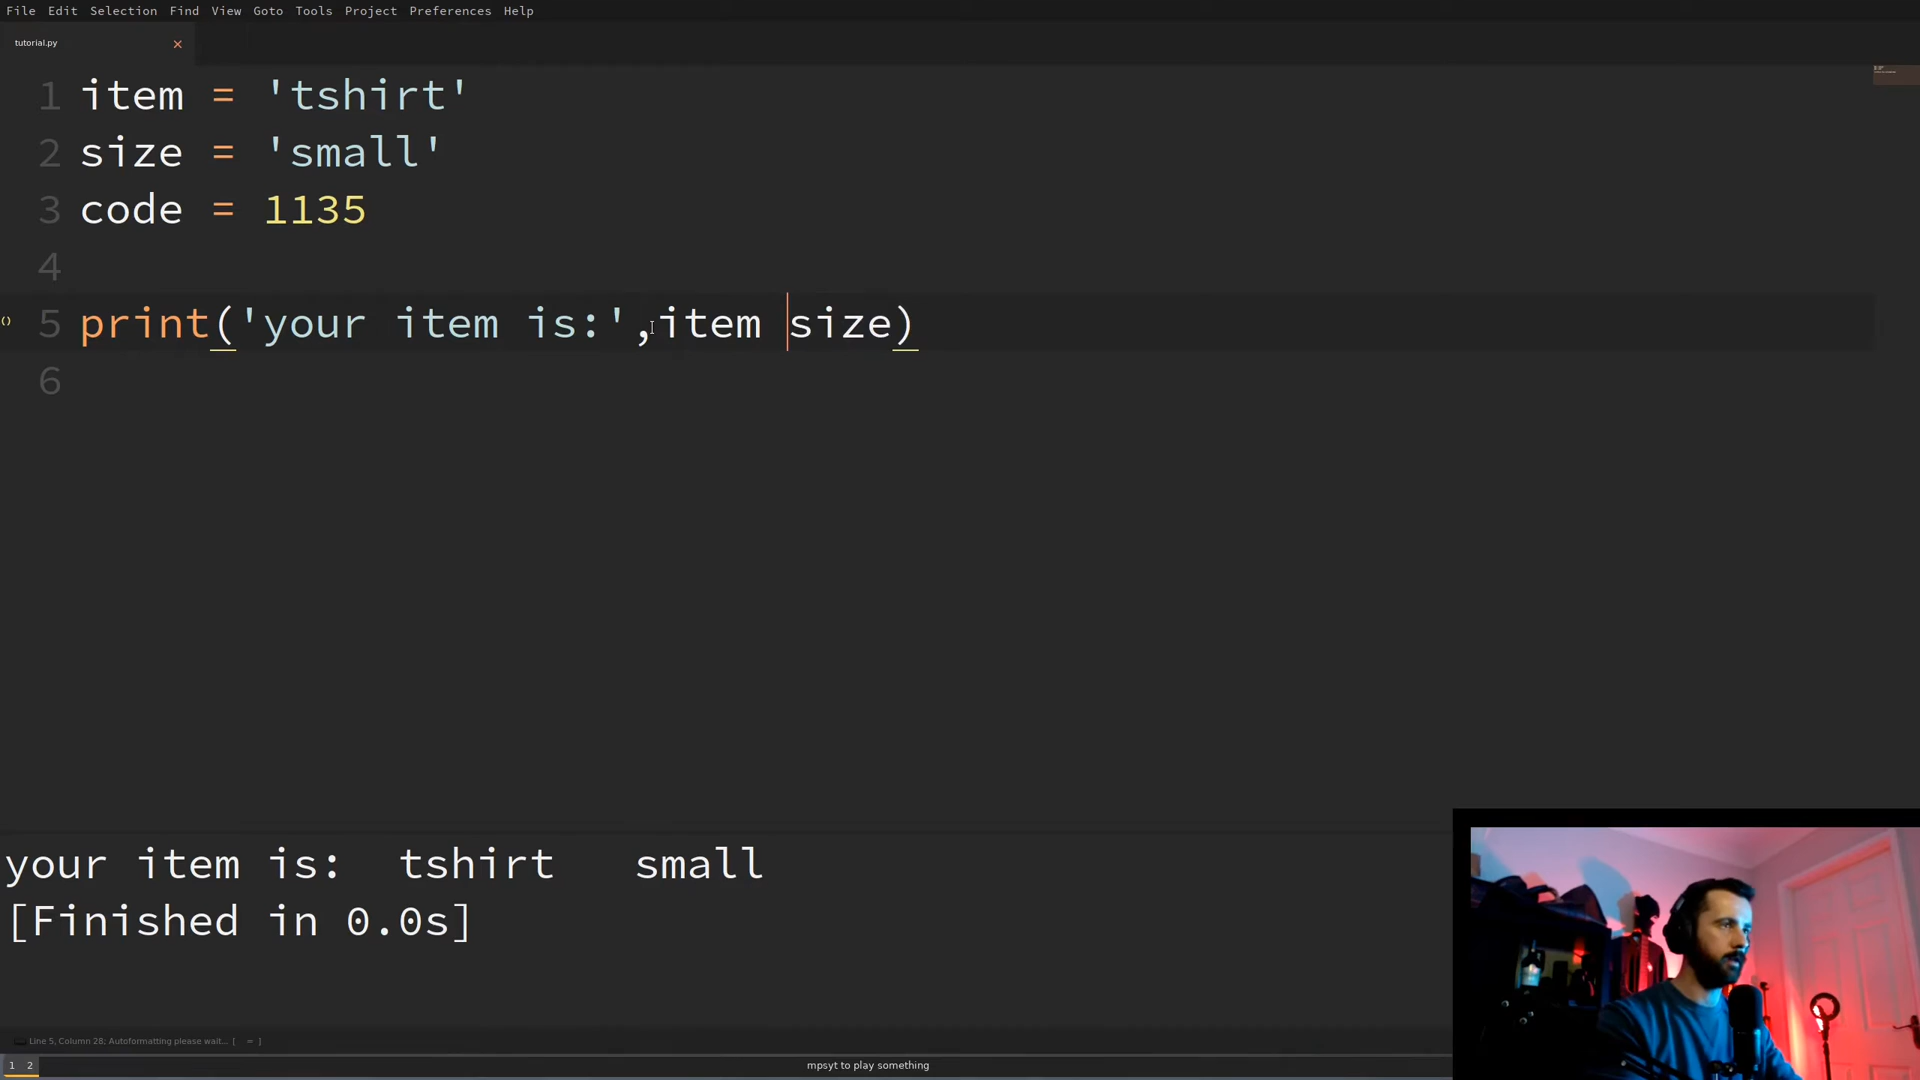 File Edit Selection Find View Goto Tools Project Preferences Help
tutorial.py ×
1 item = 'tshirt'
2 size = 'small'
3 code = 1135
4
() 5 print('your item is:',item size)
6
your item is:  tshirt   small
[Finished in 0.0s]
Line 5, Column 28; Autoformatting please wait... [ = ]
1 2 mpsyt to play something